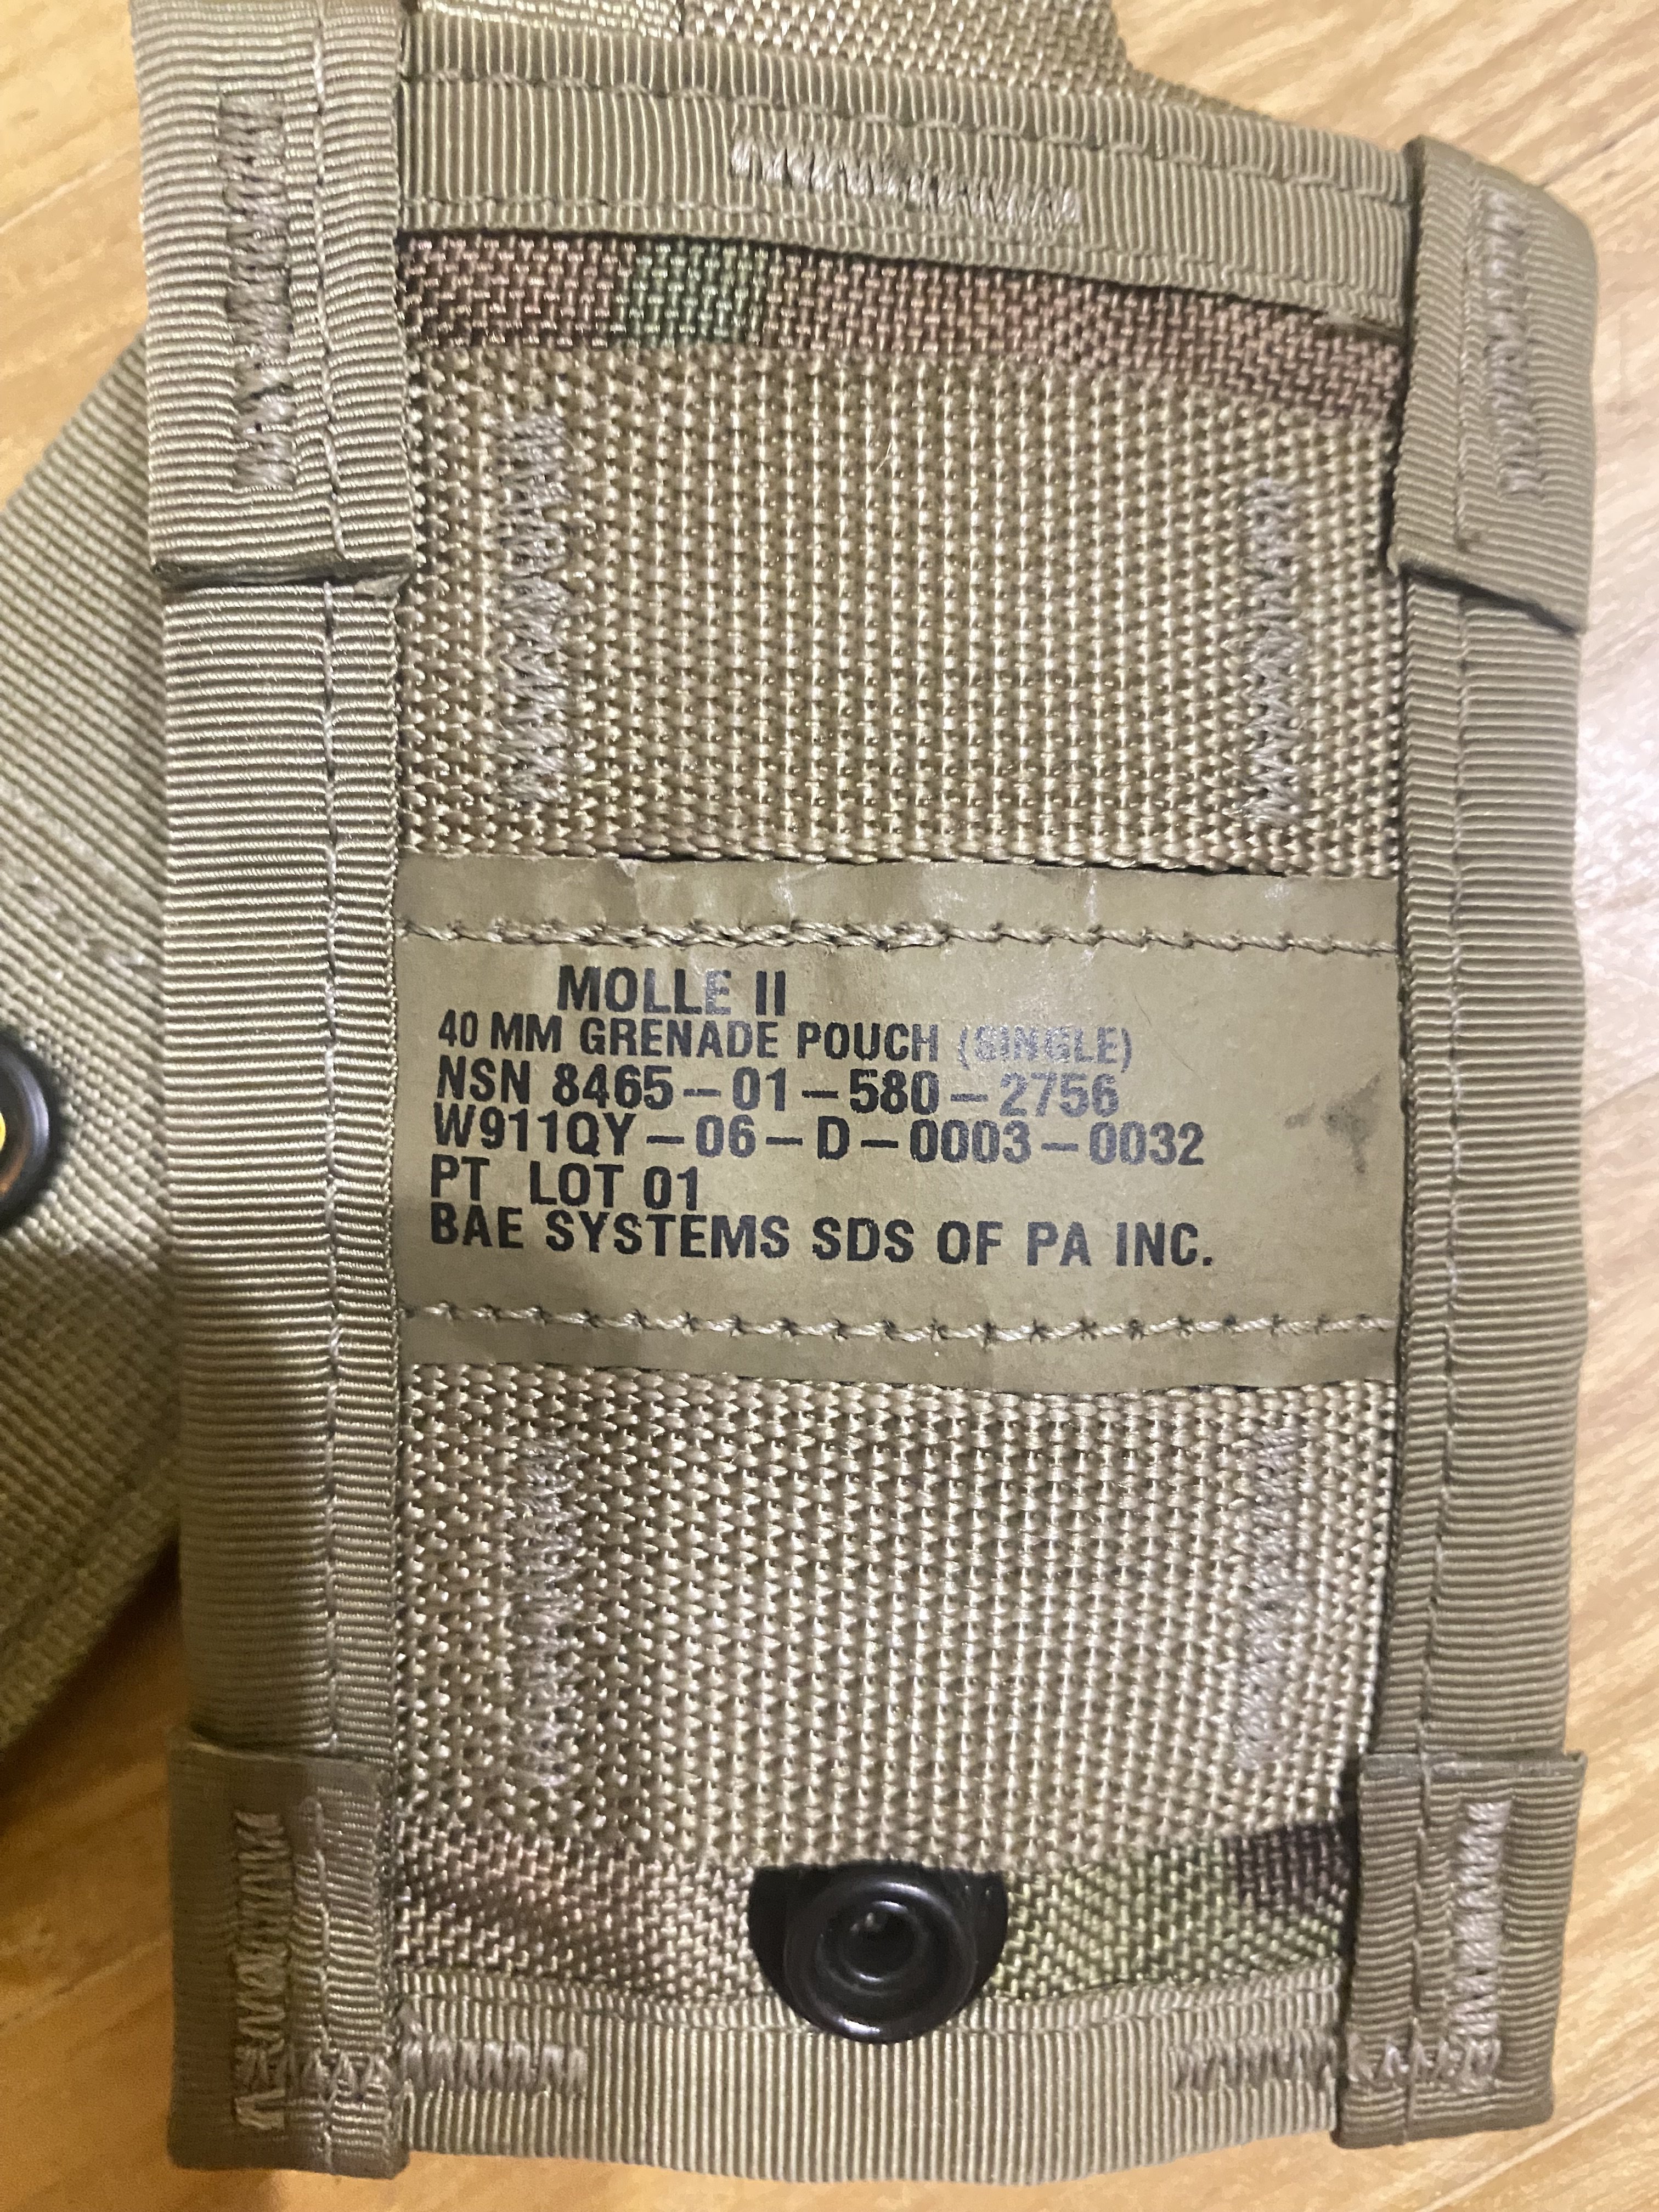 MOLLE II
40 MM GRENADE POUCH (SINGLE)
NSN 8465-01-580-2756
W911QY-06-D-0003-0032
PT LOT 01
BAE SYSTEMS SDS OF PA INC.